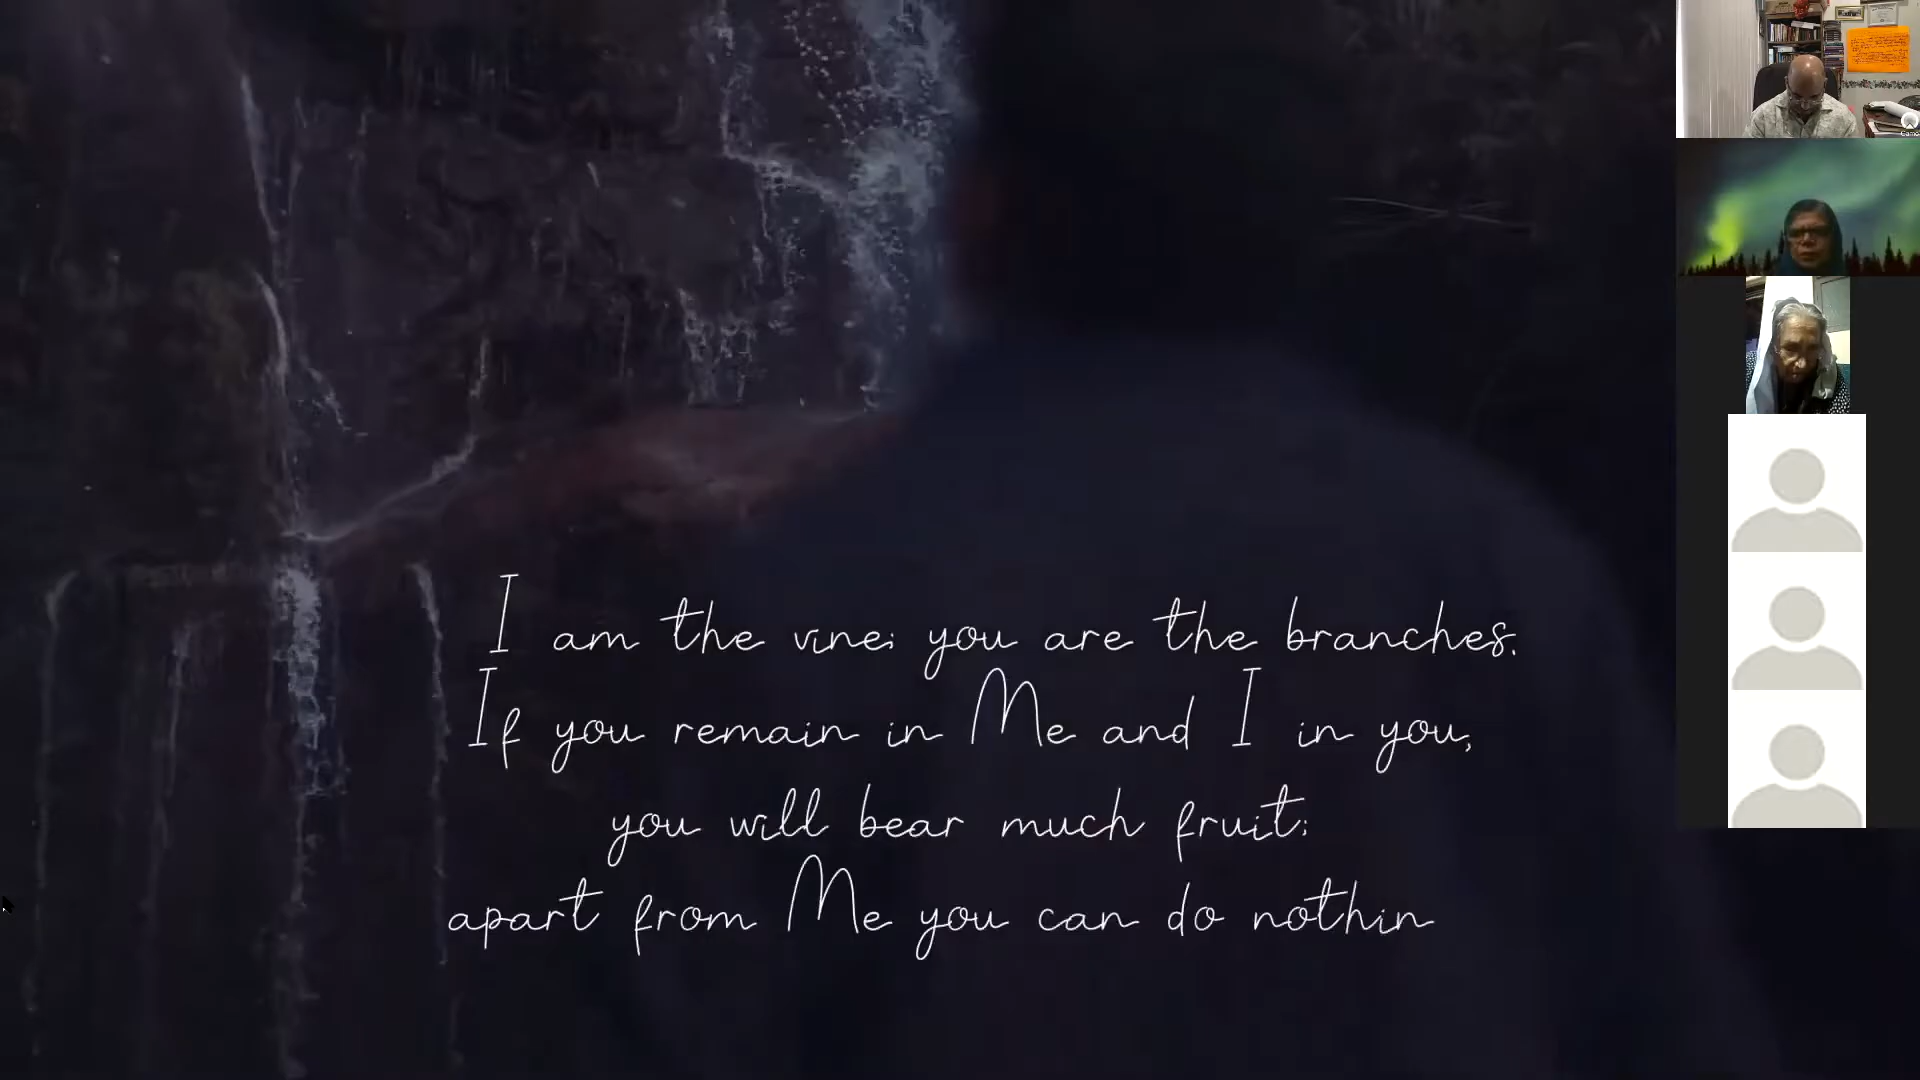 I am the vine; you are the branches.
If you remain in Me and I in you,
you will bear much fruit;
apart from Me you can do nothin